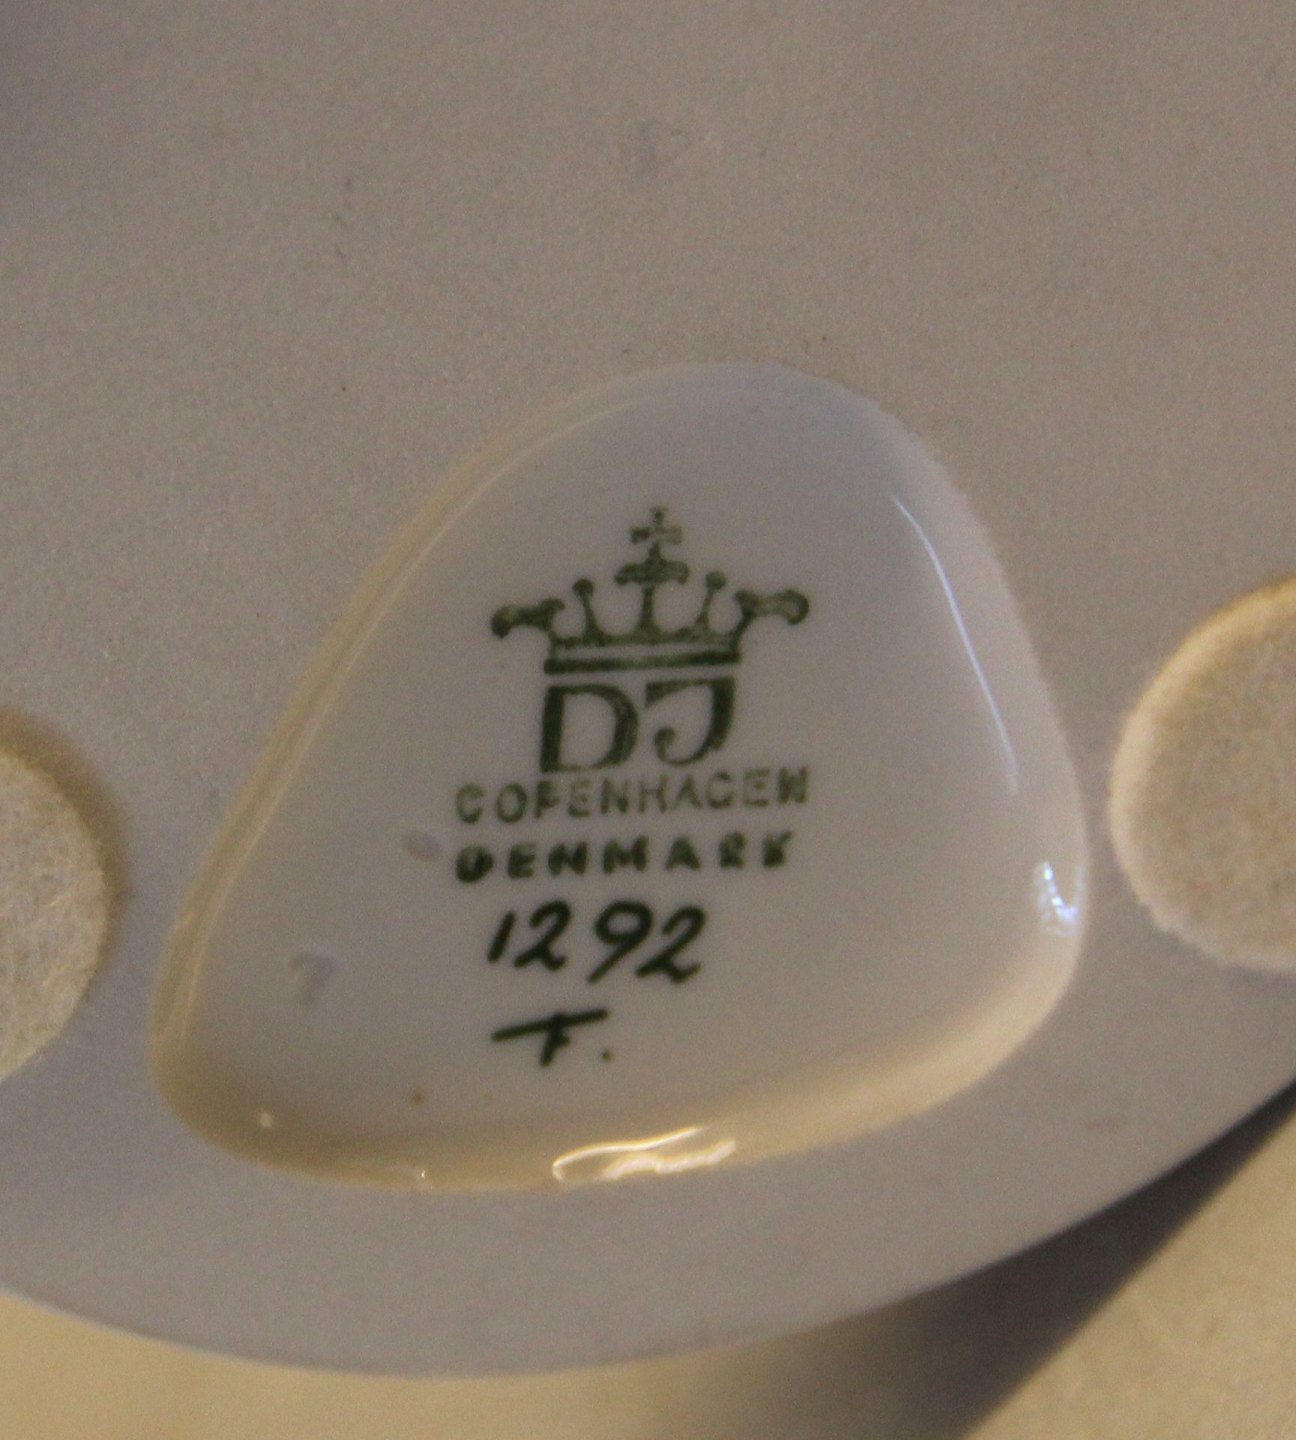 DJ
COPENHAGEN
DENMARK
1292
F.